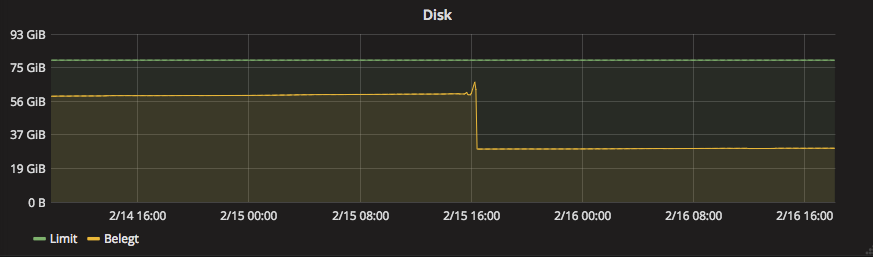 Disk
93 GiB
75 GiB
56 GiB
37 GiB
19 GiB
0 B
2/14 16:00 2/15 00:00 2/15 08:00 2/15 16:00 2/16 00:00 2/16 08:00 2/16 16:00
Limit Belegt